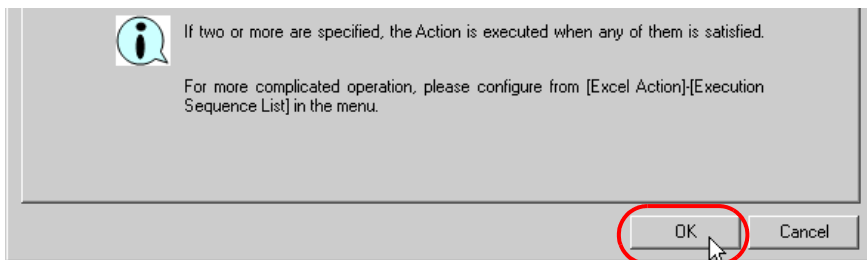 If two or more are specified, the Action is executed when any of them is satisfied.
For more complicated operation, please configure from [Excel Action]-[Execution
Sequence List] in the menu.
OK
Cancel